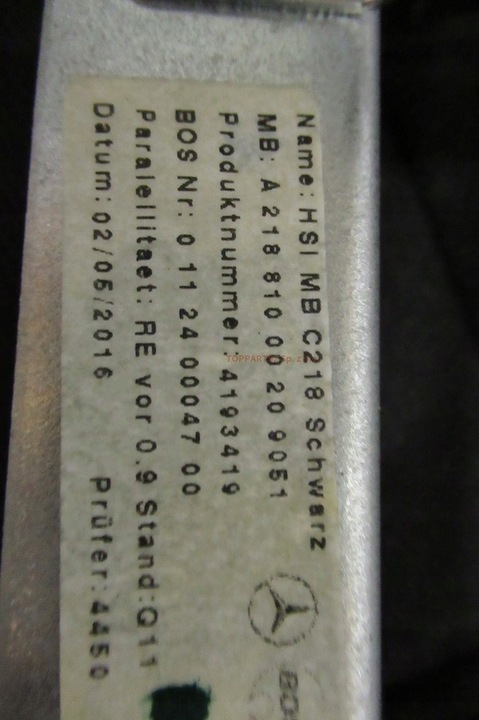 Name: HSI MB C218 Schwarz
MB: A 218 810 00 20 9051
Produktnummer: 4193419
BOS Nr: 0 11 24 00047 00
Paralellitaet: RE vor 0.9 Stand:Q11
Datum: 02/05/2016 Prüfer:4450